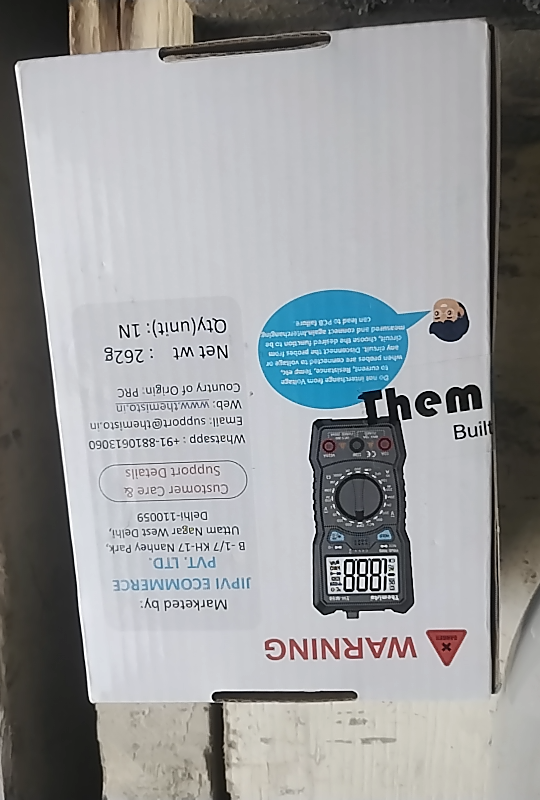 WARNING
DANGER
Marketed by:
JIPVI ECOMMERCE
PVT. LTD.
B -1/7 KH-17 Nanhey Park,
Uttam Nagar West Delhi,
Delhi-110059
Customer Care &
Support Details
Whatsapp : +91-8810613060
Email: support@themisto.in
Web: www.themisto.in
Country of Origin: PRC
Net wt : 262g
Qty(unit): 1N
Themisto
TH-M98
Do not interchange from Voltage
to current, Resistance, Temp etc,
when probes are connected to voltage or
any circuit. Disconnect the probes from
circuit, choose the desired function to be
measured and connect again.Interchanging
can lead to PCB failure
Them
Built